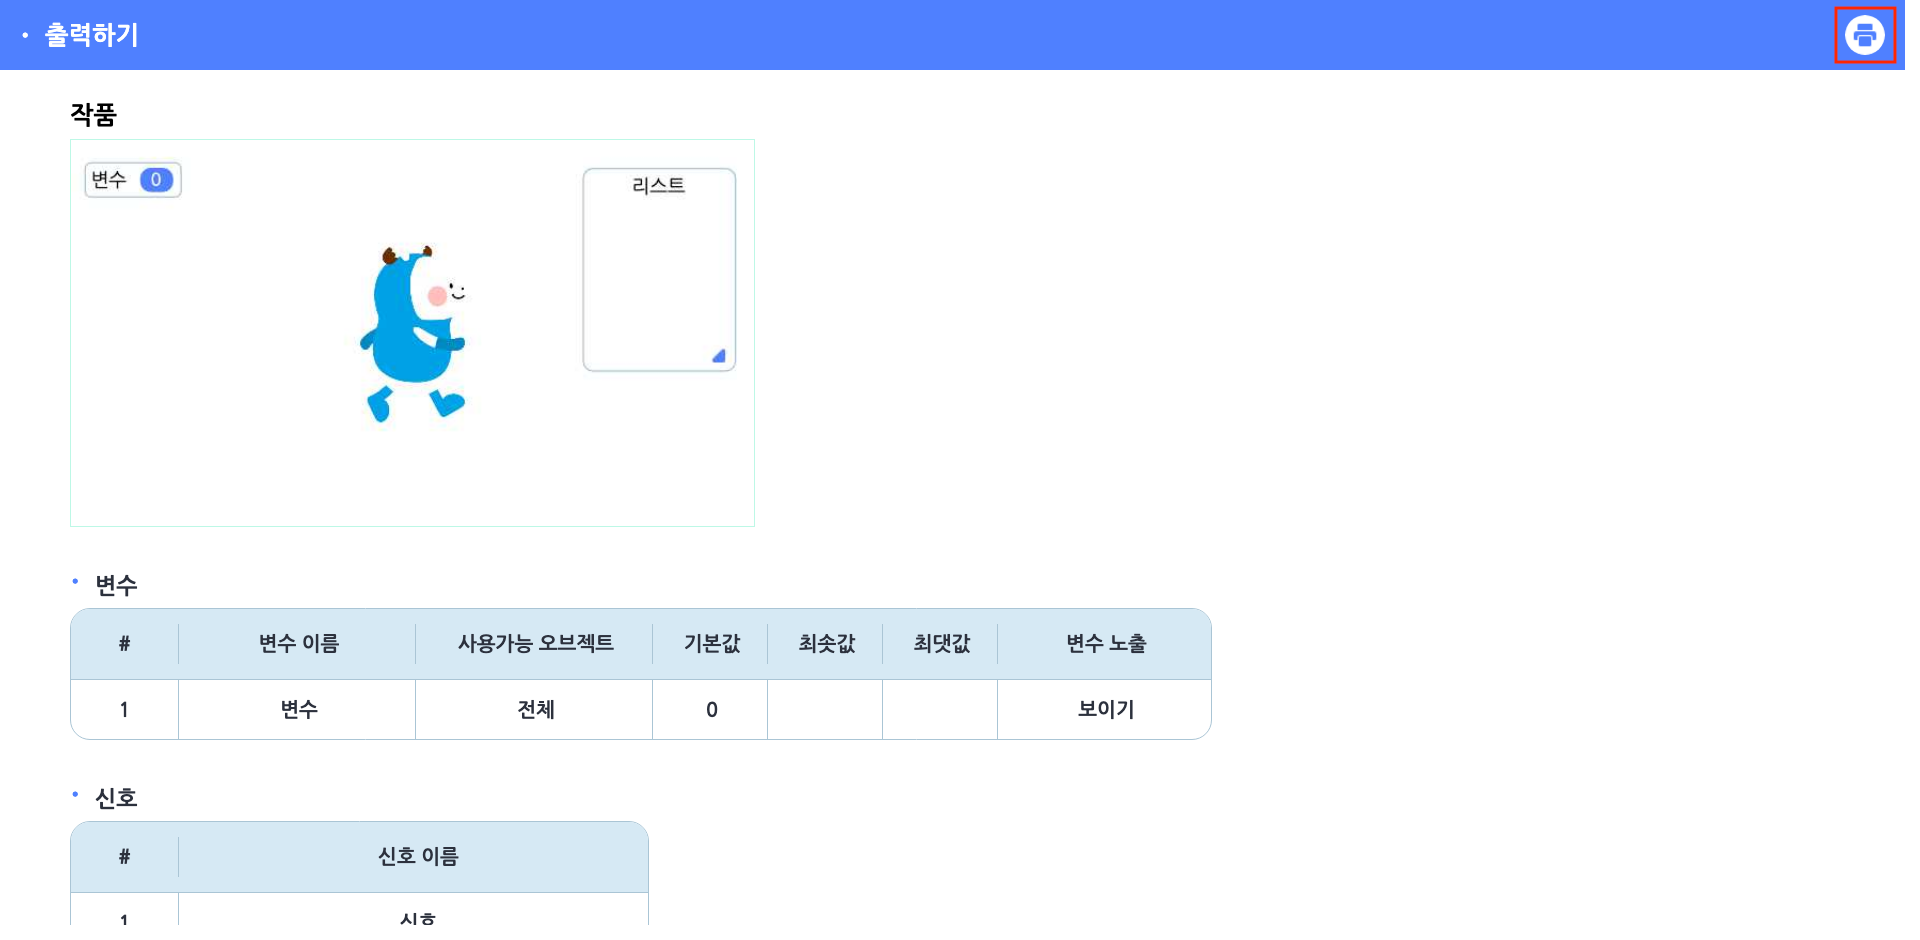 • 출력하기
작품
변수 0
리스트
• 변수
# 변수 이름 사용가능 오브젝트 기본값 최솟값 최댓값 변수 노출
1 변수 전체 0 보이기
• 신호
# 신호 이름
1 신호